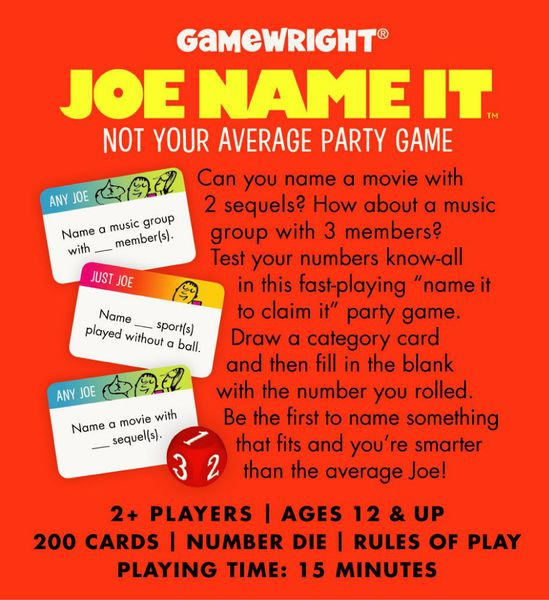 GAMEWRIGHT®
JOE NAME IT™
NOT YOUR AVERAGE PARTY GAME
ANY JOE
Name a music group
with ___ member(s).
JUST JOE
Name ___ sport(s)
played without a ball.
ANY JOE
Name a movie with
___ sequel(s).
1
3 2
Can you name a movie with
2 sequels? How about a music
group with 3 members?
Test your numbers know-all
in this fast-playing “name it
to claim it” party game.
Draw a category card
and then fill in the blank
with the number you rolled.
Be the first to name something
that fits and you’re smarter
than the average Joe!
2+ PLAYERS | AGES 12 & UP
200 CARDS | NUMBER DIE | RULES OF PLAY
PLAYING TIME: 15 MINUTES